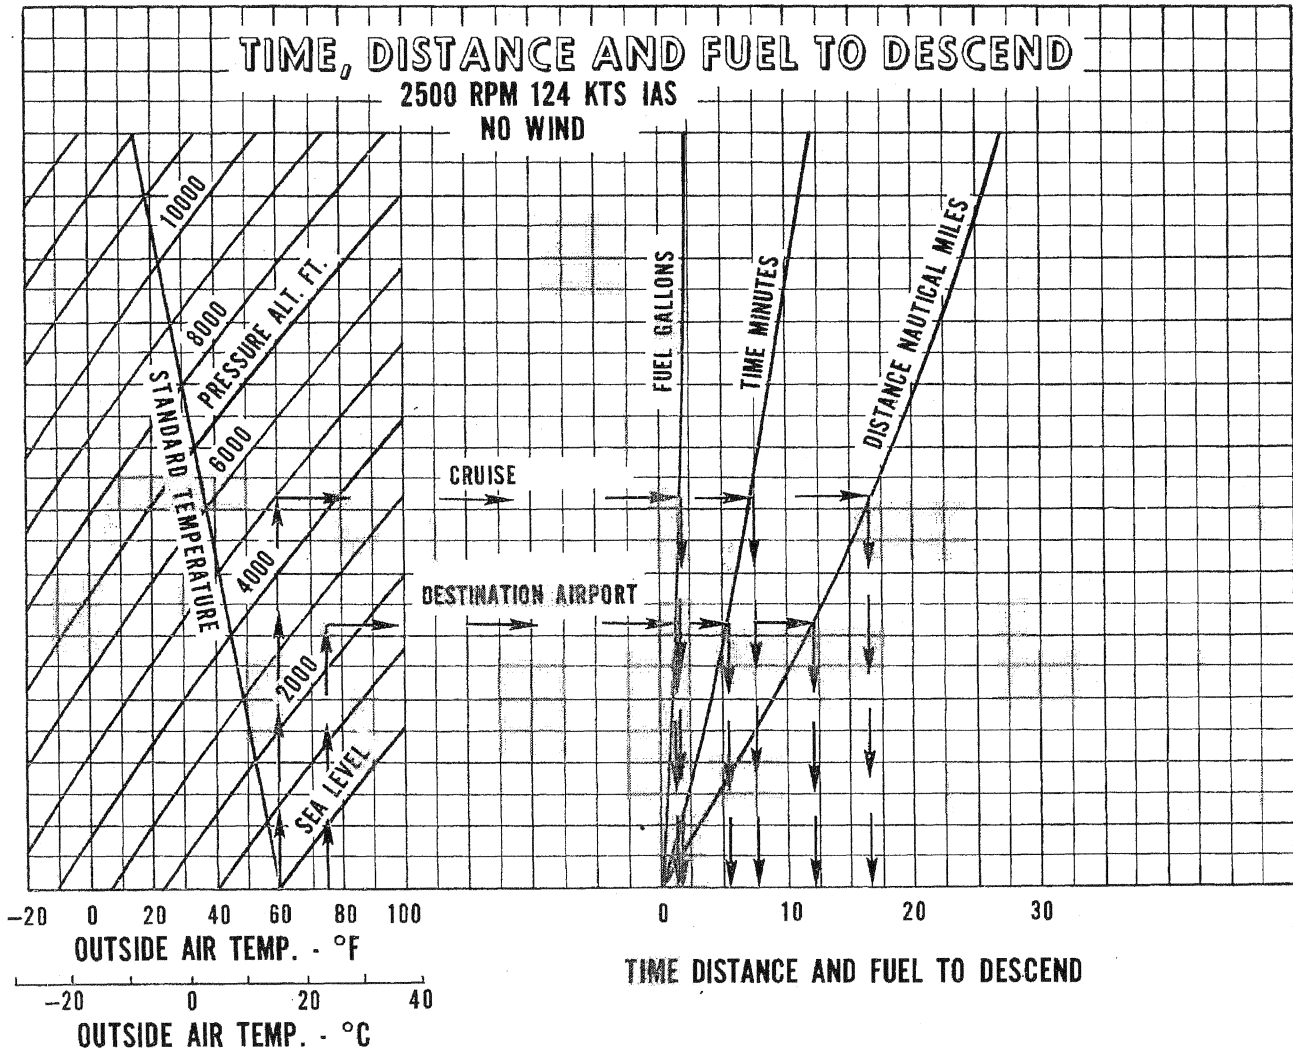 TIME, DISTANCE AND FUEL TO DESCEND
2500 RPM 124 KTS IAS
NO WIND
10000
8000
PRESSURE ALT. FT.
6000
STANDARD TEMPERATURE
4000
2000
SEA LEVEL
CRUISE
DESTINATION AIRPORT
FUEL GALLONS
TIME MINUTES
DISTANCE NAUTICAL MILES
-20 0 20 40 60 80 100
OUTSIDE AIR TEMP. - °F
-20 0 20 40
OUTSIDE AIR TEMP. - °C
0 10 20 30
TIME DISTANCE AND FUEL TO DESCEND